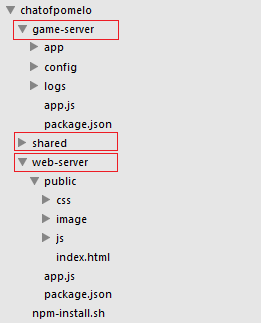 chatofpomelo
game-server
app
config
logs
app.js
package.json
shared
web-server
public
css
image
js
index.html
app.js
package.json
npm-install.sh